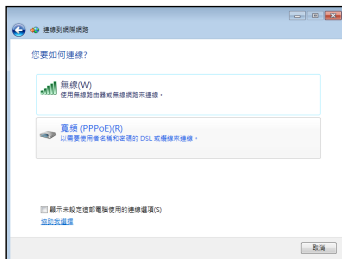 連線到網際網路
您要如何連線?
無線(W)
使用無線路由器或無線網路來連線。
寬頻 (PPPoE)(R)
以需要使用者名稱和密碼的 DSL 或纜線來連線。
顯示未設定這部電腦使用的連線選項(S)
協助我選擇
取消